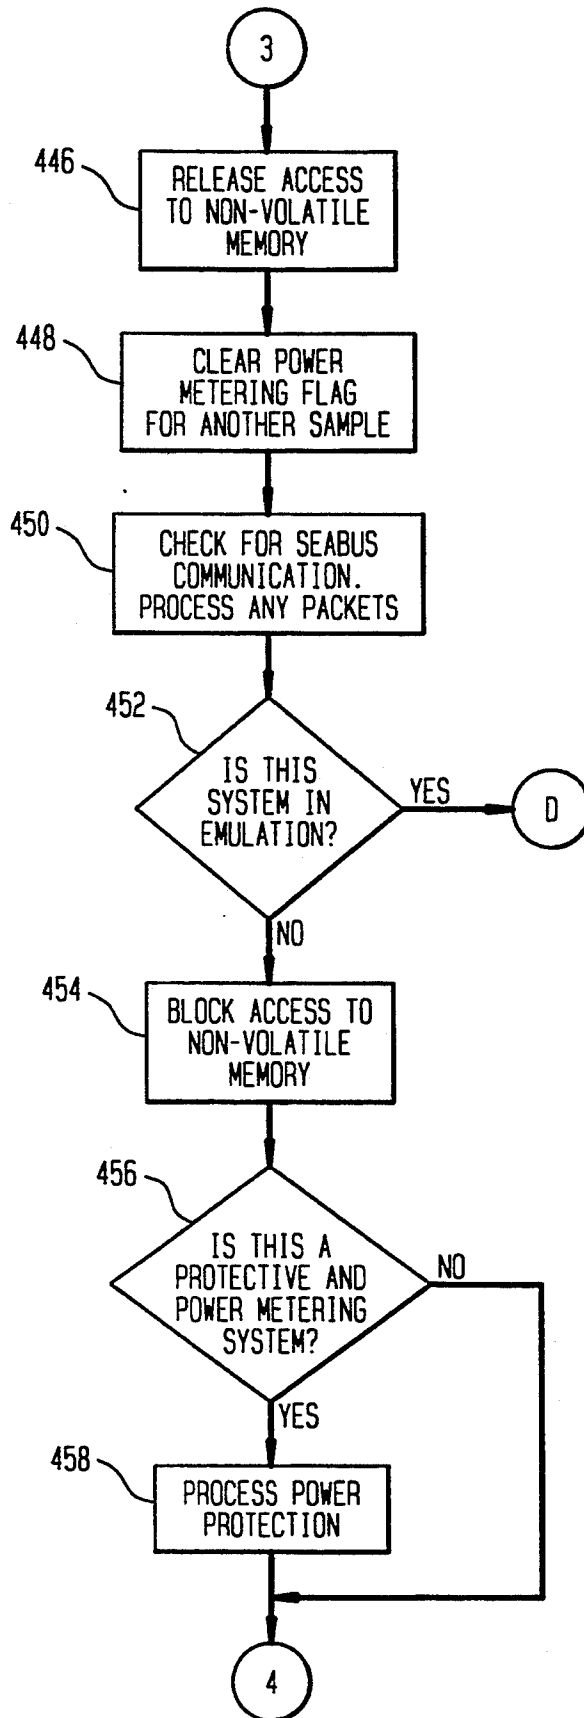 3
446
RELEASE ACCESS
TO NON-VOLATILE
MEMORY
448
CLEAR POWER
METERING FLAG
FOR ANOTHER SAMPLE
450
CHECK FOR SEABUS
COMMUNICATION.
PROCESS ANY PACKETS
452
IS THIS
SYSTEM IN
EMULATION?
YES
D
NO
454
BLOCK ACCESS TO
NON-VOLATILE
MEMORY
456
IS THIS A
PROTECTIVE AND
POWER METERING
SYSTEM?
NO
YES
458
PROCESS POWER
PROTECTION
4